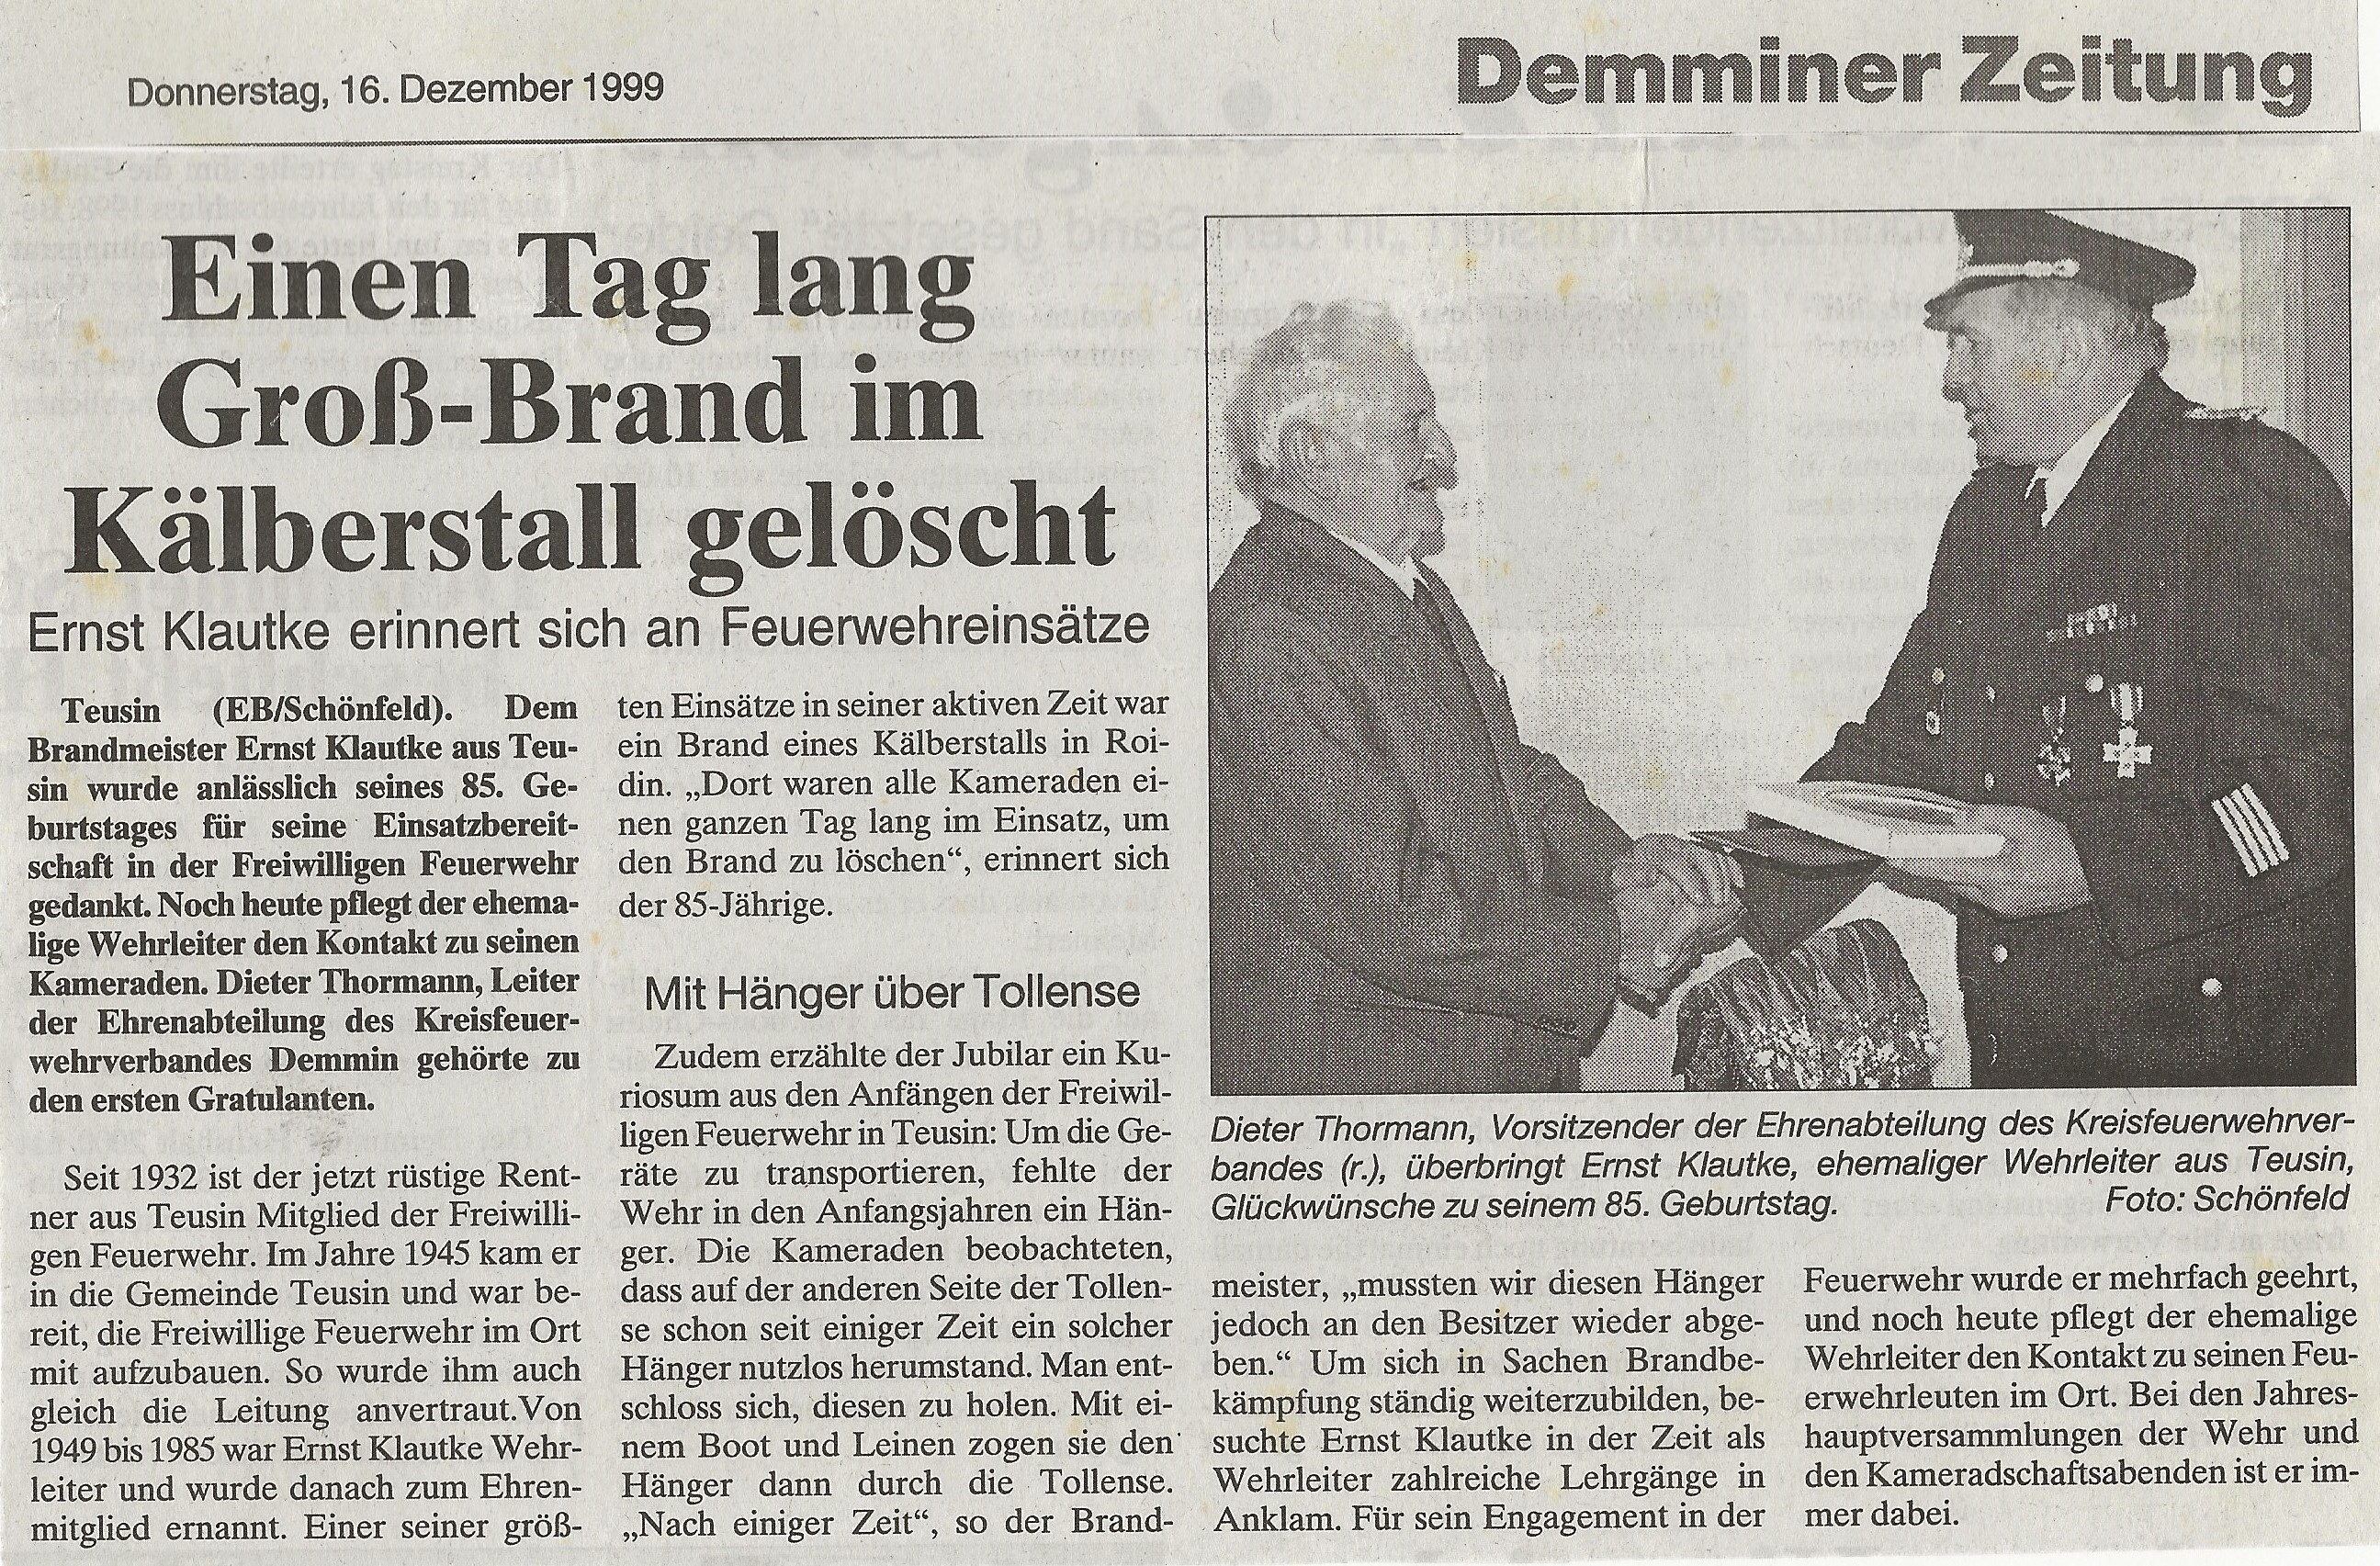 Donnerstag, 16. Dezember 1999
Demminer Zeitung
Einen Tag lang
Groß-Brand im
Kälberstall gelöscht
Ernst Klautke erinnert sich an Feuerwehreinsätze
Teusin (EB/Schönfeld). Dem
Brandmeister Ernst Klautke aus Teu-
sin wurde anlässlich seines 85. Ge-
burtstages für seine Einsatzbereit-
schaft in der Freiwilligen Feuerwehr
gedankt. Noch heute pflegt der ehema-
lige Wehrleiter den Kontakt zu seinen
Kameraden. Dieter Thormann, Leiter
der Ehrenabteilung des Kreisfeuer-
wehrverbandes Demmin gehörte zu
den ersten Gratulanten.
Seit 1932 ist der jetzt rüstige Rent-
ner aus Teusin Mitglied der Freiwilli-
gen Feuerwehr. Im Jahre 1945 kam er
in die Gemeinde Teusin und war be-
reit, die Freiwillige Feuerwehr im Ort
mit aufzubauen. So wurde ihm auch
gleich die Leitung anvertraut.Von
1949 bis 1985 war Ernst Klautke Wehr-
leiter und wurde danach zum Ehren-
mitglied ernannt. Einer seiner größ-
ten Einsätze in seiner aktiven Zeit war
ein Brand eines Kälberstalls in Roi-
din. „Dort waren alle Kameraden ei-
nen ganzen Tag lang im Einsatz, um
den Brand zu löschen“, erinnert sich
der 85-Jährige.
Mit Hänger über Tollense
Zudem erzählte der Jubilar ein Ku-
riosum aus den Anfängen der Freiwil-
ligen Feuerwehr in Teusin: Um die Ge-
räte zu transportieren, fehlte der
Wehr in den Anfangsjahren ein Hän-
ger. Die Kameraden beobachteten,
dass auf der anderen Seite der Tollen-
se schon seit einiger Zeit ein solcher
Hänger nutzlos herumstand. Man ent-
schloss sich, diesen zu holen. Mit ei-
nem Boot und Leinen zogen sie den
Hänger dann durch die Tollense.
„Nach einiger Zeit“, so der Brand-
Dieter Thormann, Vorsitzender der Ehrenabteilung des Kreisfeuerwehrver-
bandes (r.), überbringt Ernst Klautke, ehemaliger Wehrleiter aus Teusin,
Glückwünsche zu seinem 85. Geburtstag. Foto: Schönfeld
meister, „mussten wir diesen Hänger
jedoch an den Besitzer wieder abge-
ben.“ Um sich in Sachen Brandbe-
kämpfung ständig weiterzubilden, be-
suchte Ernst Klautke in der Zeit als
Wehrleiter zahlreiche Lehrgänge in
Anklam. Für sein Engagement in der
Feuerwehr wurde er mehrfach geehrt,
und noch heute pflegt der ehemalige
Wehrleiter den Kontakt zu seinen Feu-
erwehrleuten im Ort. Bei den Jahres-
hauptversammlungen der Wehr und
den Kameradschaftsabenden ist er im-
mer dabei.